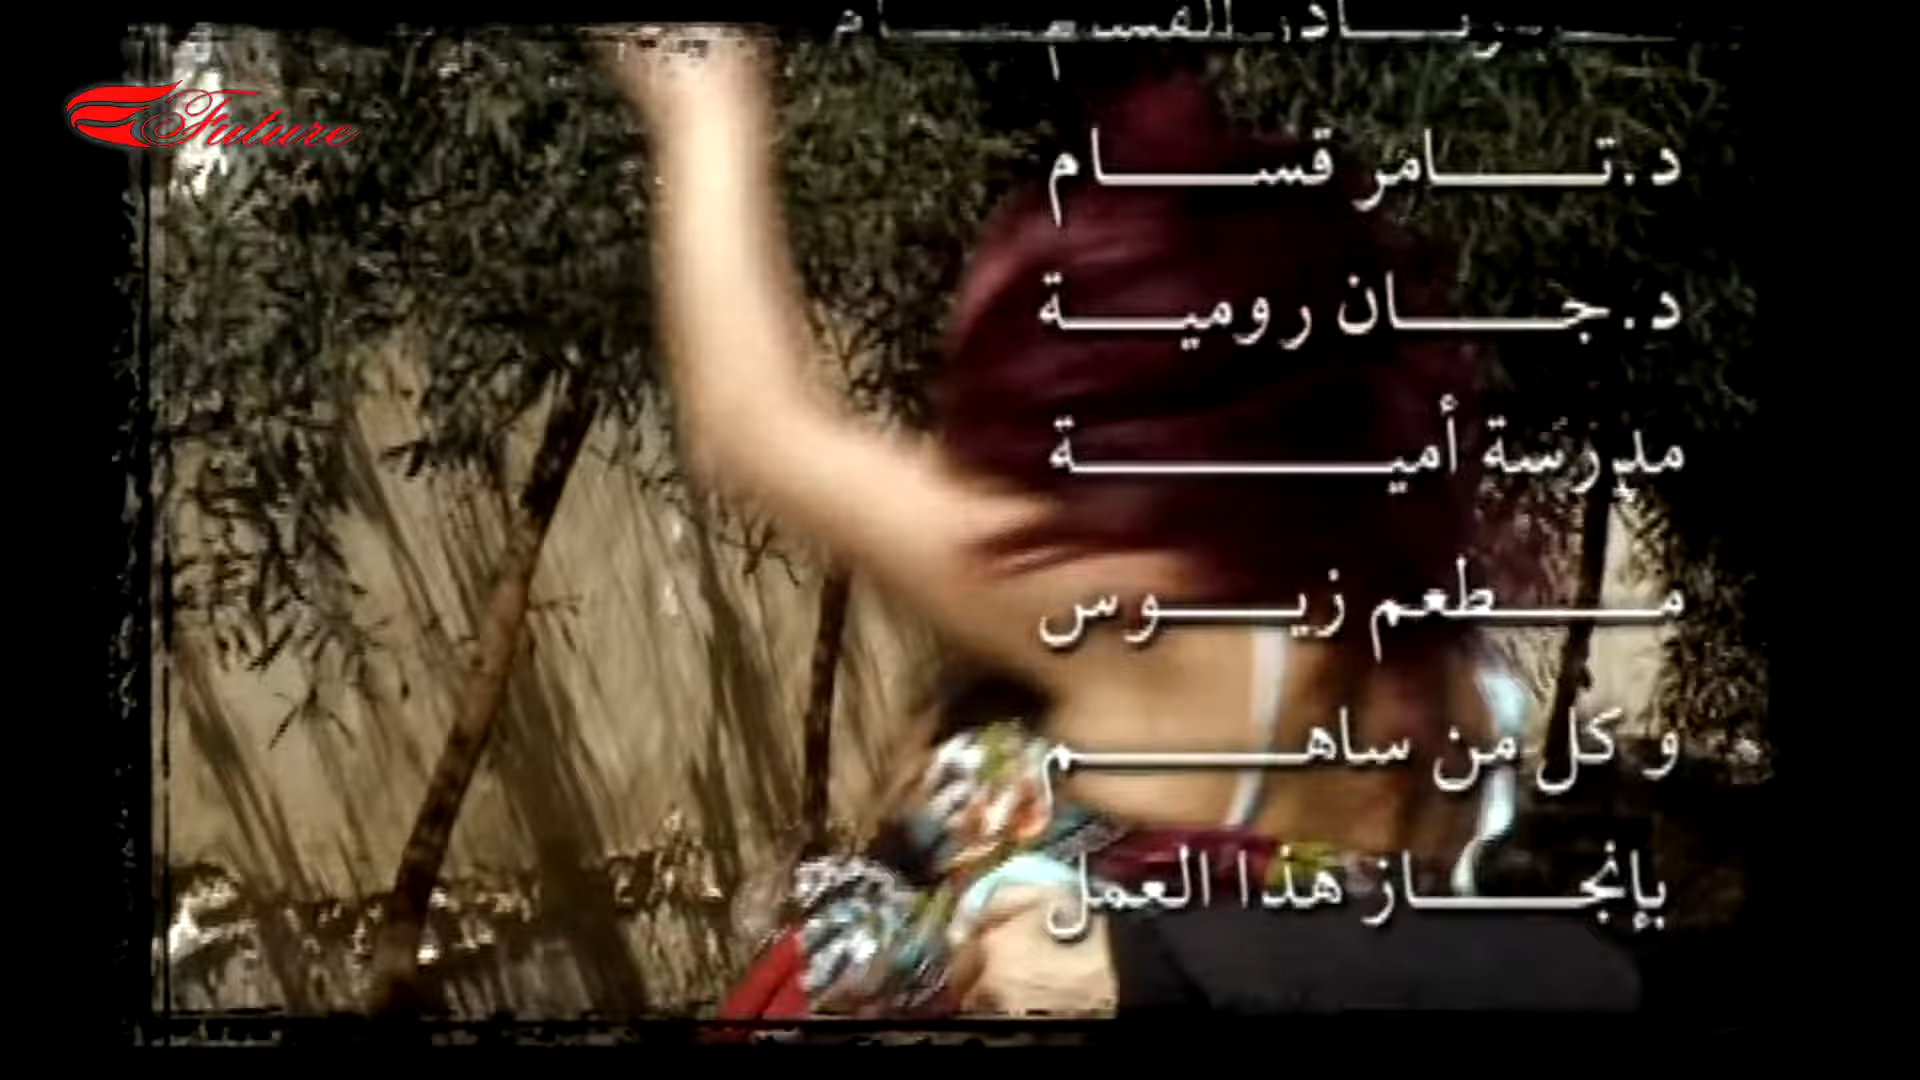 Future
د.تامر قسام
د.جان رومية
مدرسة أمية
مطعم زيوس
و كل من ساهم
بإنجاز هذا العمل